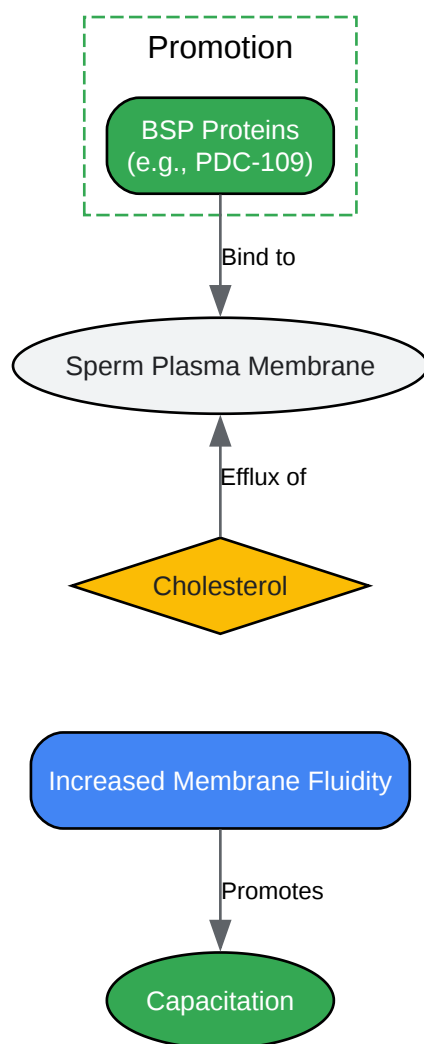 Promotion
BSP Proteins
(e.g., PDC-109)
Bind to
Sperm Plasma Membrane
Efflux of
Cholesterol
Increased Membrane Fluidity
Promotes
Capacitation